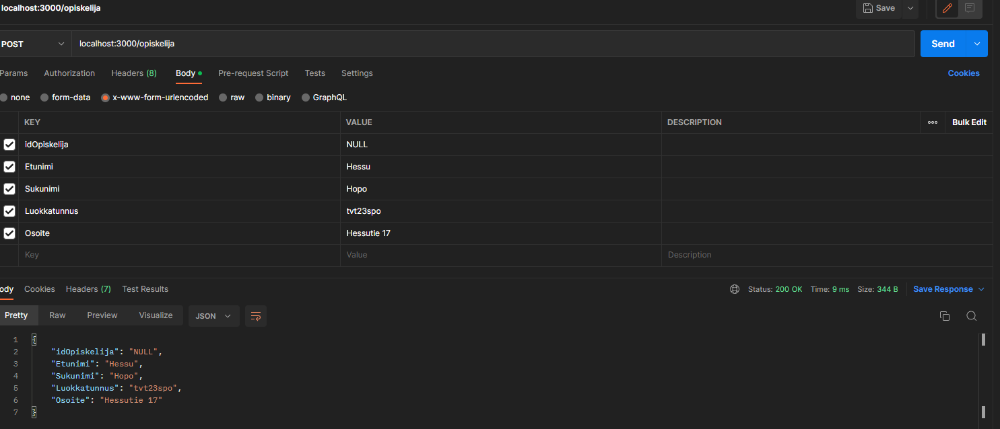 localhost:3000/opiskelija
Save
POST localhost:3000/opiskelija Send
Params Authorization Headers (8) Body Pre-request Script Tests Settings Cookies
none form-data x-www-form-urlencoded raw binary GraphQL
KEY VALUE DESCRIPTION Bulk Edit
idOpiskelija NULL
Etunimi Hessu
Sukunimi Hopo
Luokkatunnus tvt23spo
Osoite Hessutie 17
Key Value Description
ody Cookies Headers (7) Test Results Status: 200 OK Time: 9 ms Size: 344 B Save Response
Pretty Raw Preview Visualize JSON
1 {
2 "idOpiskelija": "NULL",
3 "Etunimi": "Hessu",
4 "Sukunimi": "Hopo",
5 "Luokkatunnus": "tvt23spo",
6 "Osoite": "Hessutie 17"
7 }